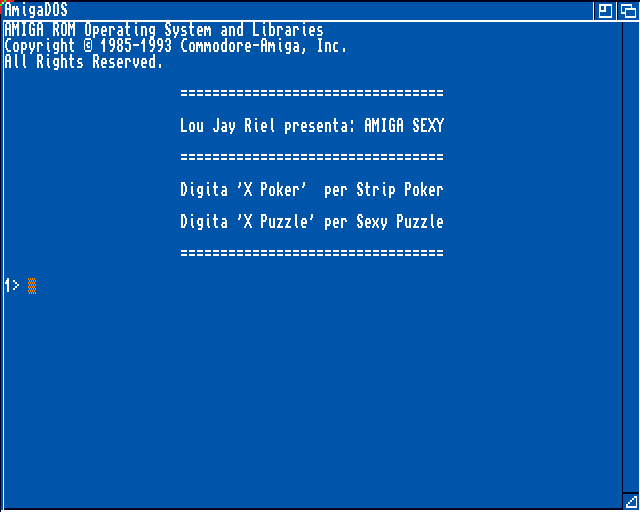 AmigaDOS
AMIGA ROM Operating System and Libraries
Copyright © 1985-1993 Commodore-Amiga, Inc.
All Rights Reserved.
=================================
Lou Jay Riel presenta: AMIGA SEXY
=================================
Digita 'X Poker'  per Strip Poker
Digita 'X Puzzle' per Sexy Puzzle
=================================
1>